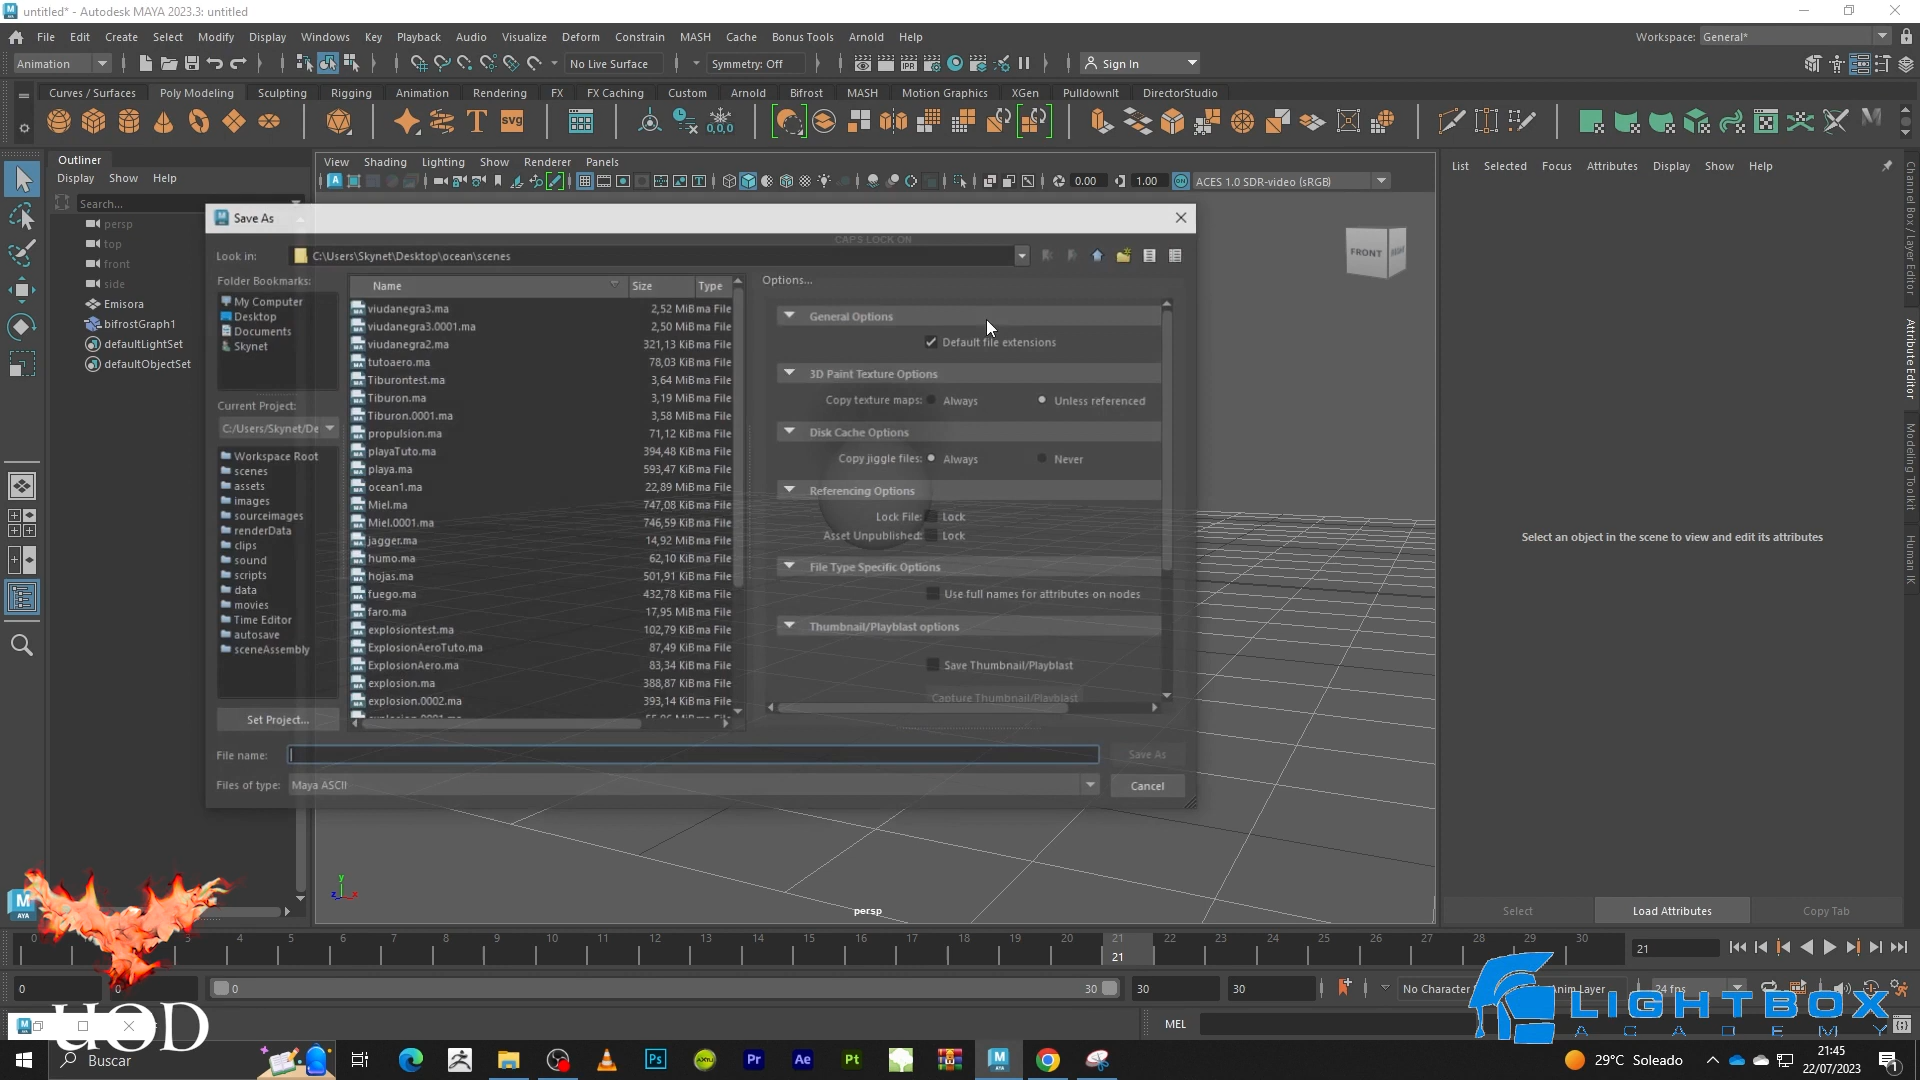 untitled* - Autodesk MAYA 2023.3: untitled
File Edit Create Select Modify Display Windows Key Playback Audio Visualize Deform Constrain MASH Cache Bonus Tools Arnold Help
Workspace: General*
Animation
No Live Surface
Symmetry: Off
Sign In
Curves / Surfaces Poly Modeling Sculpting Rigging Animation Rendering FX FX Caching Custom Arnold Bifrost MASH Motion Graphics XGen PulldownIt DirectorStudio
Outliner
Display Show Help
Search...
persp
top
front
side
Emisora
bifrostGraph1
defaultLightSet
defaultObjectSet
View Shading Lighting Show Renderer Panels
0.00 1.00 ACES 1.0 SDR-video (sRGB)
List Selected Focus Attributes Display Show Help
Save As
CAPS LOCK ON
Look in: C:\Users\Skynet\Desktop\ocean\scenes
Folder Bookmarks:
My Computer
Desktop
Documents
Skynet
Current Project:
C:/Users/Skynet/De
Workspace Root
scenes
assets
images
sourceimages
renderData
clips
sound
scripts
data
movies
Time Editor
autosave
sceneAssembly
Set Project...
Name Size Type
viudanegra3.ma 2,52 MiB ma File
viudanegra3.0001.ma 2,50 MiB ma File
viudanegra2.ma 321,13 KiB ma File
tutoaero.ma 78,03 KiB ma File
Tiburontest.ma 3,64 MiB ma File
Tiburon.ma 3,19 MiB ma File
Tiburon.0001.ma 3,58 MiB ma File
propulsion.ma 71,12 KiB ma File
playaTuto.ma 394,48 KiB ma File
playa.ma 593,47 KiB ma File
ocean1.ma 22,89 MiB ma File
Miel.ma 747,08 KiB ma File
Miel.0001.ma 746,59 KiB ma File
jagger.ma 14,92 MiB ma File
humo.ma 62,10 KiB ma File
hojas.ma 501,91 KiB ma File
fuego.ma 432,78 KiB ma File
faro.ma 17,95 MiB ma File
explosiontest.ma 102,79 KiB ma File
ExplosionAeroTuto.ma 87,49 KiB ma File
ExplosionAero.ma 83,34 KiB ma File
explosion.ma 388,87 KiB ma File
explosion.0002.ma 393,14 KiB ma File
Options...
General Options
Default file extensions
3D Paint Texture Options
Copy texture maps: Always Unless referenced
Disk Cache Options
Copy jiggle files: Always Never
Referencing Options
Lock File: Lock
Asset Unpublished: Lock
File Type Specific Options
Use full names for attributes on nodes
Thumbnail/Playblast options
Save Thumbnail/Playblast
Capture Thumbnail/Playblast
File name:
Save As
Files of type: Maya ASCII
Cancel
FRONT
RIGHT
persp
Select an object in the scene to view and edit its attributes
Select Load Attributes Copy Tab
Channel Box / Layer Editor
Attribute Editor
Modeling Toolkit
Human IK
0 3 4 5 6 7 8 9 10 11 12 13 14 15 16 17 18 19 20 21 22 23 24 25 26 27 28 29 30
21
21
0 0 0 30 30 30
No Character
Anim Layer
24 fps
MEL
UOD
LIGHTBOX
ACADEMY
Buscar
29°C Soleado
21:45
22/07/2023